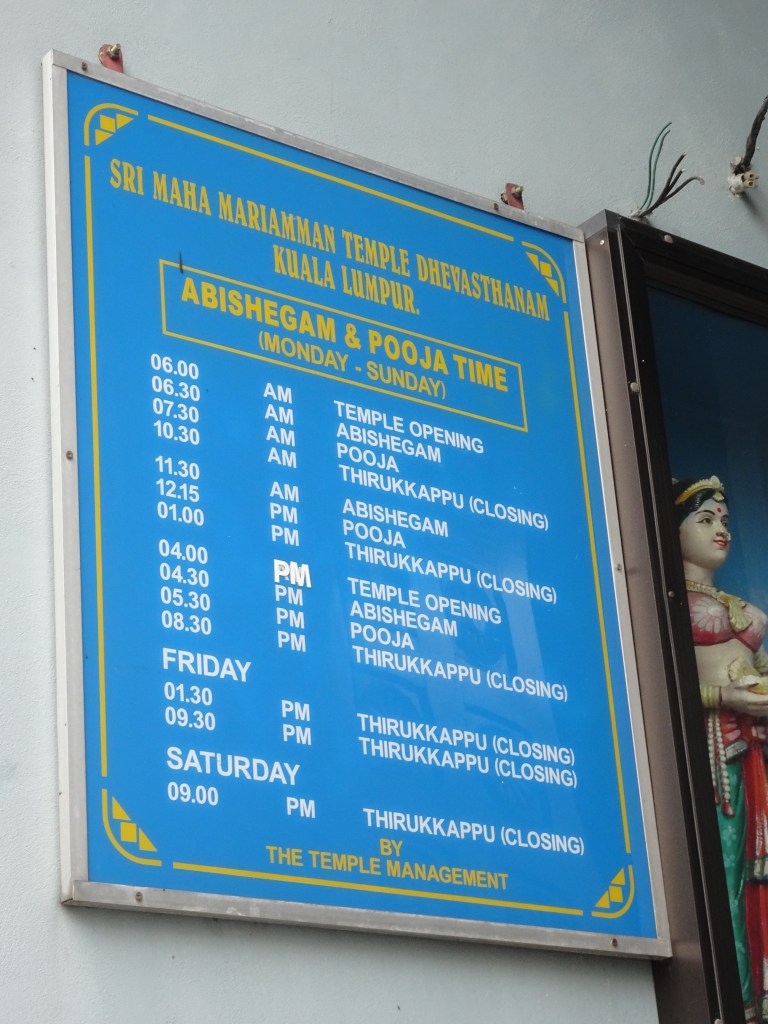 SRI MAHA MARIAMMAN TEMPLE DHEVASTHANAM
KUALA LUMPUR.
ABISHEGAM & POOJA TIME
(MONDAY - SUNDAY)
06.00 AM TEMPLE OPENING
06.30 AM ABISHEGAM
07.30 AM POOJA
10.30 AM THIRUKKAPPU (CLOSING)
11.30 AM ABISHEGAM
12.15 PM POOJA
01.00 PM THIRUKKAPPU (CLOSING)
04.00 PM TEMPLE OPENING
04.30 PM ABISHEGAM
05.30 PM POOJA
08.30 PM THIRUKKAPPU (CLOSING)
FRIDAY
01.30 PM THIRUKKAPPU (CLOSING)
09.30 PM THIRUKKAPPU (CLOSING)
SATURDAY
09.00 PM THIRUKKAPPU (CLOSING)
BY
THE TEMPLE MANAGEMENT